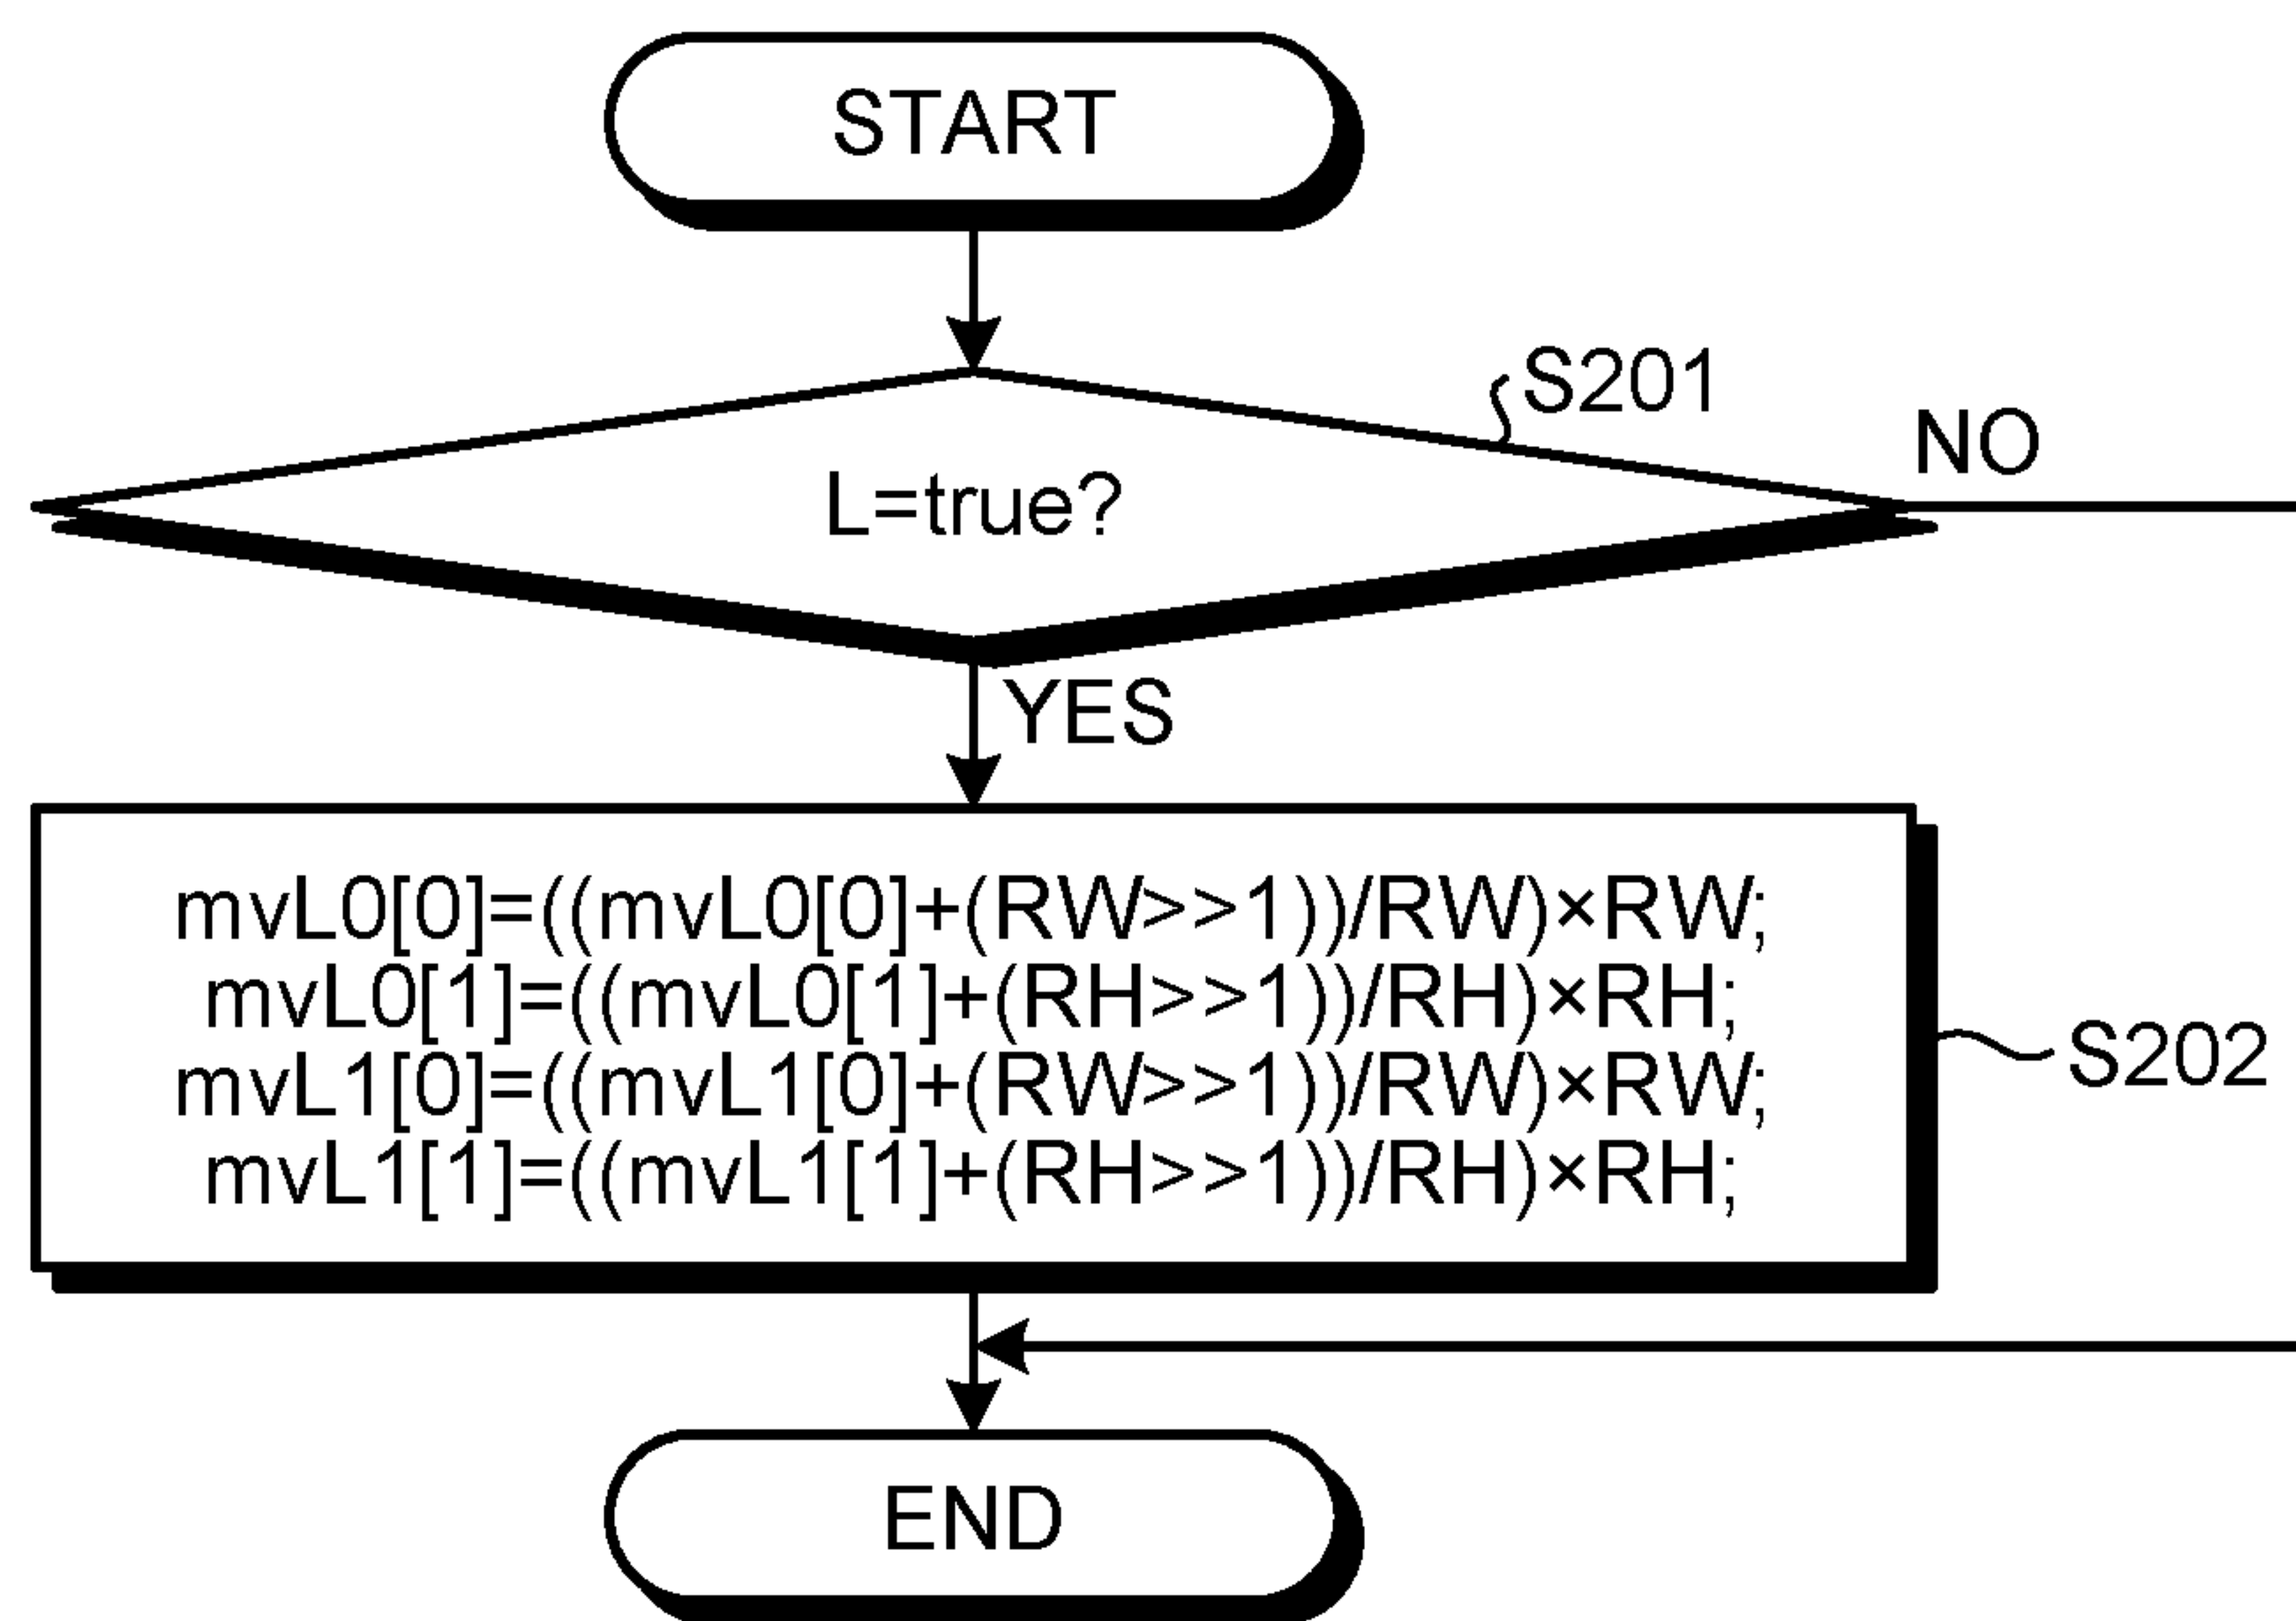 START
S201
NO
L=true?
YES
mvL0[0]=((mvL0[0]+(RW>>1))/RW)×RW;
mvL0[1]=((mvL0[1]+(RH>>1))/RH)×RH;
mvL1[0]=((mvL1[0]+(RW>>1))/RW)×RW;
mvL1[1]=((mvL1[1]+(RH>>1))/RH)×RH;
S202
END